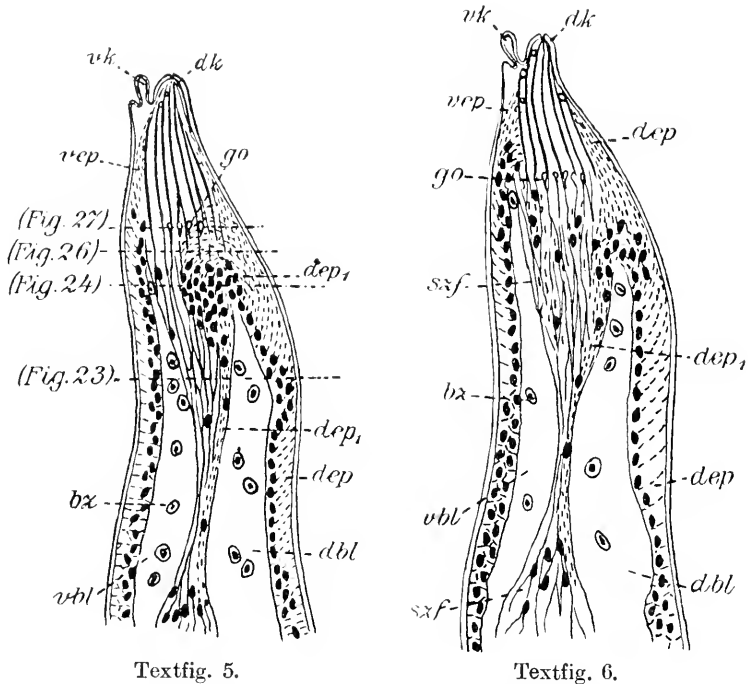 vk
dk
vep
go
(Fig. 27)
(Fig. 26)
dep₁
(Fig. 24)
(Fig. 23)
dep₁
dep
bz
dbl
vbl
Textfig. 5.
vk
dk
vep
dep
go
szf
dep₁
bz
dep
vbl
dbl
szf
Textfig. 6.